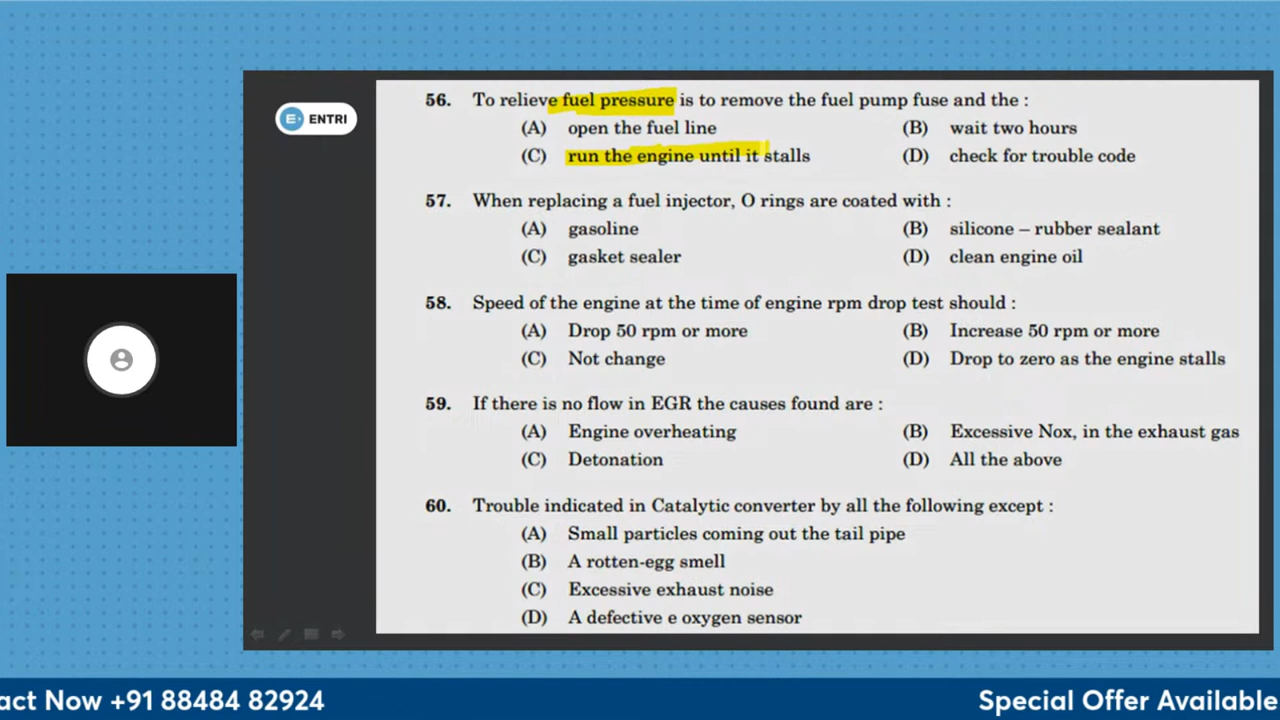 ENTRI
56. To relieve fuel pressure is to remove the fuel pump fuse and the :
(A) open the fuel line (B) wait two hours
(C) run the engine until it stalls (D) check for trouble code
57. When replacing a fuel injector, O rings are coated with :
(A) gasoline (B) silicone – rubber sealant
(C) gasket sealer (D) clean engine oil
58. Speed of the engine at the time of engine rpm drop test should :
(A) Drop 50 rpm or more (B) Increase 50 rpm or more
(C) Not change (D) Drop to zero as the engine stalls
59. If there is no flow in EGR the causes found are :
(A) Engine overheating (B) Excessive Nox, in the exhaust gas
(C) Detonation (D) All the above
60. Trouble indicated in Catalytic converter by all the following except :
(A) Small particles coming out the tail pipe
(B) A rotten-egg smell
(C) Excessive exhaust noise
(D) A defective e oxygen sensor
act Now +91 88484 82924 Special Offer Available